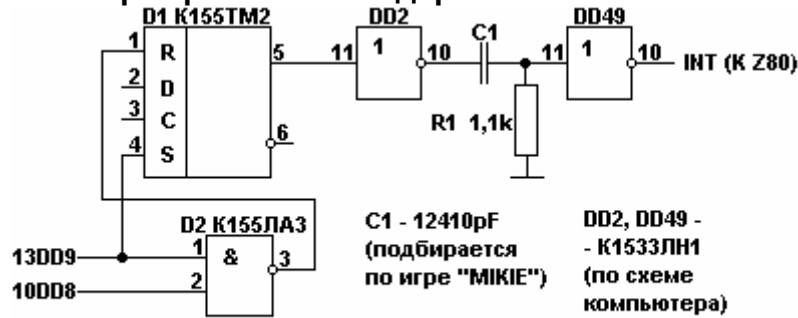 D1 K155TM2
DD2
DD49
1
R
2
D
3
C
4
S
5
6
11
1
10
C1
11
1
10
INT (K Z80)
R1 1,1k
D2 К155ЛА3
13DD9
1
&
3
10DD8
2
C1 - 12410pF
(подбирается
по игре "MIKIE")
DD2, DD49 -
- К1533ЛН1
(по схеме
компьютера)